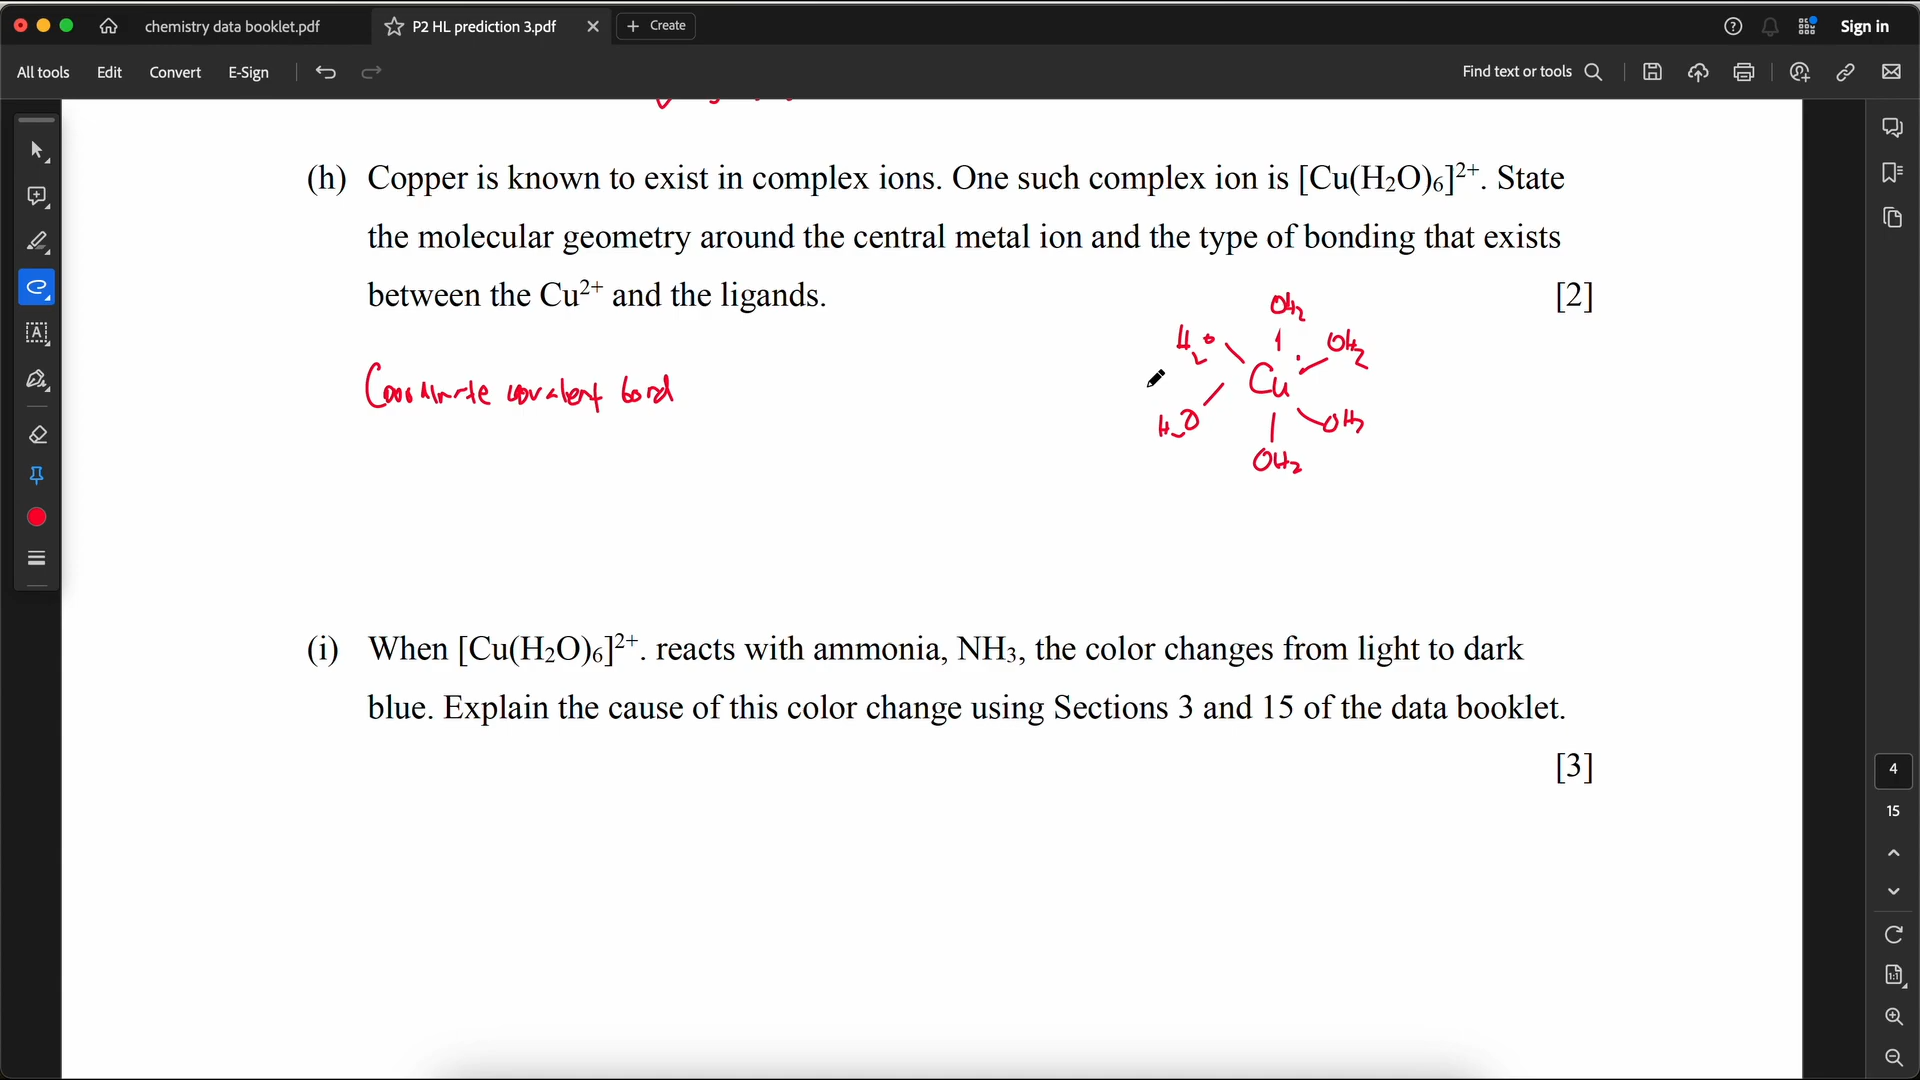 chemistry data booklet.pdf
P2 HL prediction 3.pdf
Create
Sign in
All tools
Edit
Convert
E-Sign
Find text or tools
(h) Copper is known to exist in complex ions. One such complex ion is [Cu(H₂O)₆]²⁺. State
the molecular geometry around the central metal ion and the type of bonding that exists
between the Cu²⁺ and the ligands. [2]
OH₂
H₂O
OH₂
Cu
Coordinate covalent bond
H₂O
OH₂
OH₂
(i) When [Cu(H₂O)₆]²⁺. reacts with ammonia, NH₃, the color changes from light to dark
blue. Explain the cause of this color change using Sections 3 and 15 of the data booklet.
[3]
4
15
1:1